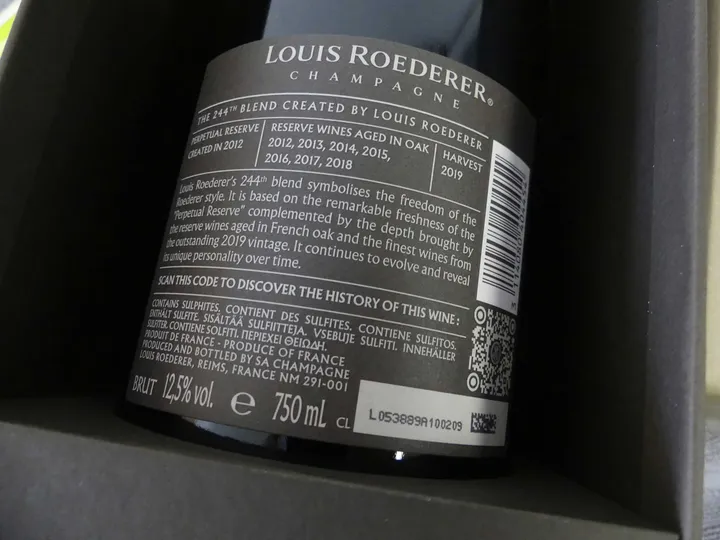 LOUIS ROEDERER®
CHAMPAGNE
THE 244TH BLEND CREATED BY LOUIS ROEDERER
PERPETUAL RESERVE
CREATED IN 2012
RESERVE WINES AGED IN OAK
2012, 2013, 2014, 2015,
2016, 2017, 2018
HARVEST
2019
Louis Roederer's 244th blend symbolises the freedom of the
Roederer style. It is based on the remarkable freshness of the
"Perpetual Reserve" complemented by the depth brought by
the reserve wines aged in French oak and the finest wines from
the outstanding 2019 vintage. It continues to evolve and reveal
its unique personality over time.
SCAN THIS CODE TO DISCOVER THE HISTORY OF THIS WINE :
CONTAINS SULPHITES. CONTIENT DES SULFITES. CONTIENE SULFITOS.
ENTHÄLT SULFITE. SISÄLTÄÄ SULFIITTEJA. VSEBUJE SULFITI. INNEHÅLLER
SULFITER. CONTIENE SOLFITI. ΠΕΡΙΕΧΕΙ ΘΕΙΩΔΗ.
PRODUIT DE FRANCE - PRODUCE OF FRANCE
PRODUCED AND BOTTLED BY SA CHAMPAGNE
LOUIS ROEDERER, REIMS, FRANCE NM 291-001
BRUT 12,5% vol. e 750 mL CL
L053889A100209